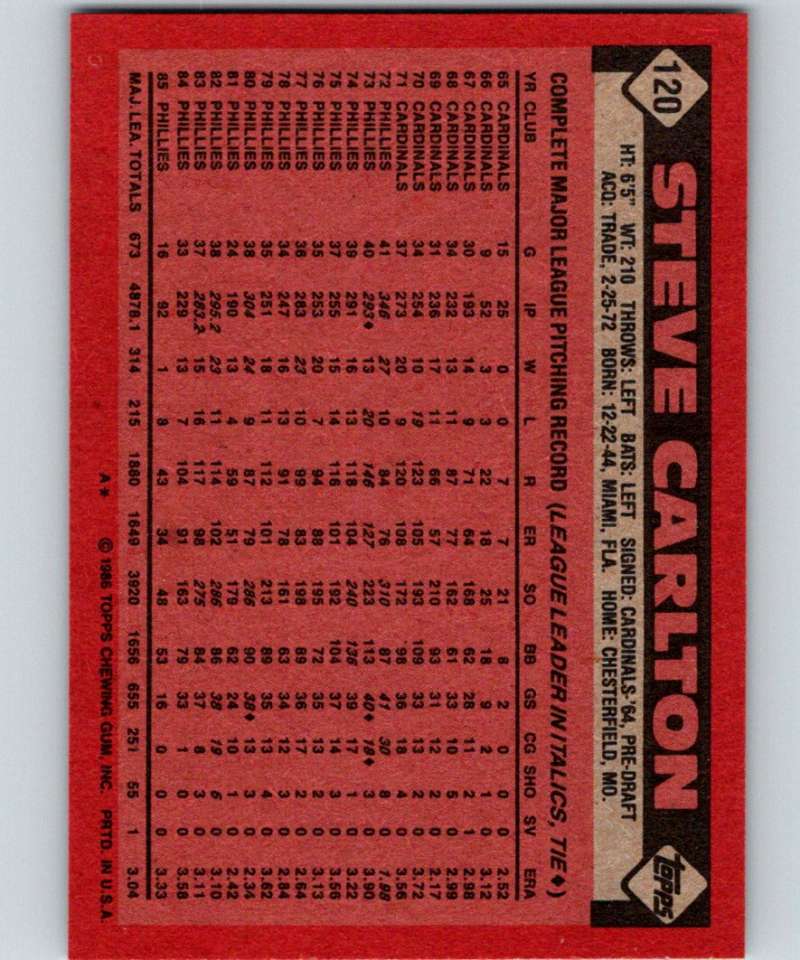 120 STEVE CARLTON topps
HT: 6'5" WT: 210 THROWS: LEFT BATS: LEFT SIGNED: CARDINALS-'64, PRE-DRAFT
ACQ: TRADE, 2-25-72 BORN: 12-22-44, MIAMI, FLA. HOME: CHESTERFIELD, MO.
COMPLETE MAJOR LEAGUE PITCHING RECORD (LEAGUE LEADER IN ITALICS, TIE♦)
YR CLUB G IP W L R ER SO BB GS CG SHO SV ERA
65 CARDINALS 15 25 0 0 7 7 21 8 2 0 0 0 2.52
66 CARDINALS 9 52 3 3 22 18 25 18 9 2 1 0 3.12
67 CARDINALS 30 193 14 9 71 64 168 62 28 11 2 1 2.98
68 CARDINALS 34 232 13 11 87 77 162 61 33 10 5 0 2.99
69 CARDINALS 31 236 17 11 66 57 210 93 31 12 2 0 2.17
70 CARDINALS 34 254 10 19 123 105 193 109 33 13 2 0 3.72
71 CARDINALS 37 273 20 9 120 108 172 98 36 18 4 0 3.56
72 PHILLIES 41 346 27 10 84 76 310 87 41 30 8 0 1.98
73 PHILLIES 40 293♦ 13 20 146 127 223 113 40♦ 18♦ 0 0 3.90
74 PHILLIES 39 291 16 13 118 104 240 136 39 17 1 0 3.22
75 PHILLIES 37 255 15 14 116 101 192 104 37 14 3 0 3.56
76 PHILLIES 35 253 20 7 94 88 195 72 35 13 2 0 3.13
77 PHILLIES 36 283 23 10 99 83 198 89 36 17 2 0 2.64
78 PHILLIES 34 247 16 13 91 78 161 63 34 12 3 0 2.84
79 PHILLIES 35 251 18 11 112 101 213 89 35 13 4 0 3.62
80 PHILLIES 38 304 24 9 87 79 286 90 38♦ 13 3 0 2.34
81 PHILLIES 24 190 13 4 59 51 179 62 24 10 1 0 2.42
82 PHILLIES 38 295.2 23 11 114 102 286 86 38 19 6 0 3.10
83 PHILLIES 37 283.2 15 16 117 98 275 84 37 8 3 0 3.11
84 PHILLIES 33 229 13 7 104 91 163 79 33 1 0 0 3.58
85 PHILLIES 16 92 1 8 43 34 48 53 16 0 0 0 3.33
MAJ. LEA. TOTALS 673 4878.1 314 215 1880 1649 3920 1656 655 251 55 1 3.04
A* © 1986 TOPPS CHEWING GUM, INC. PRTD. IN U.S.A.